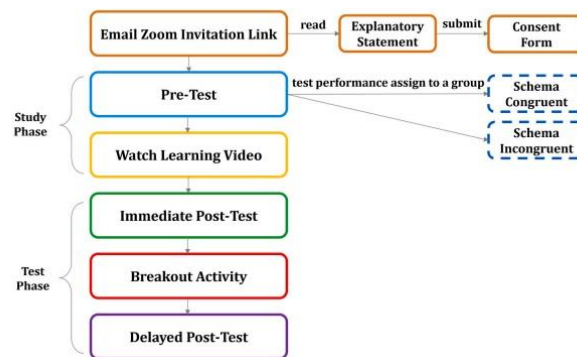 Email Zoom Invitation Link
read
Explanatory
Statement
submit
Consent
Form
Study
Phase
Pre-Test
test performance assign to a group
Schema
Congruent
Schema
Incongruent
Watch Learning Video
Test
Phase
Immediate Post-Test
Breakout Activity
Delayed Post-Test